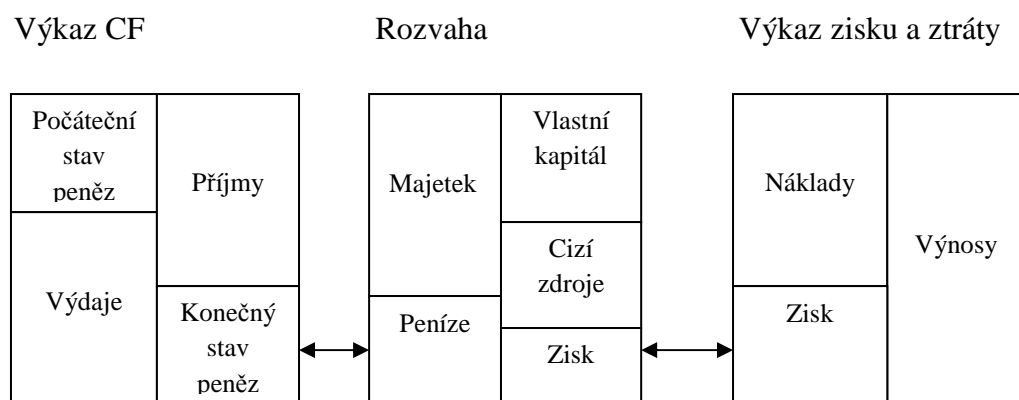 Výkaz CF
Rozvaha
Výkaz zisku a ztráty
Počáteční
stav
peněz
Výdaje
Příjmy
Konečný
stav
peněz
Majetek
Peníze
Vlastní
kapitál
Cizí
zdroje
Zisk
Náklady
Zisk
Výnosy